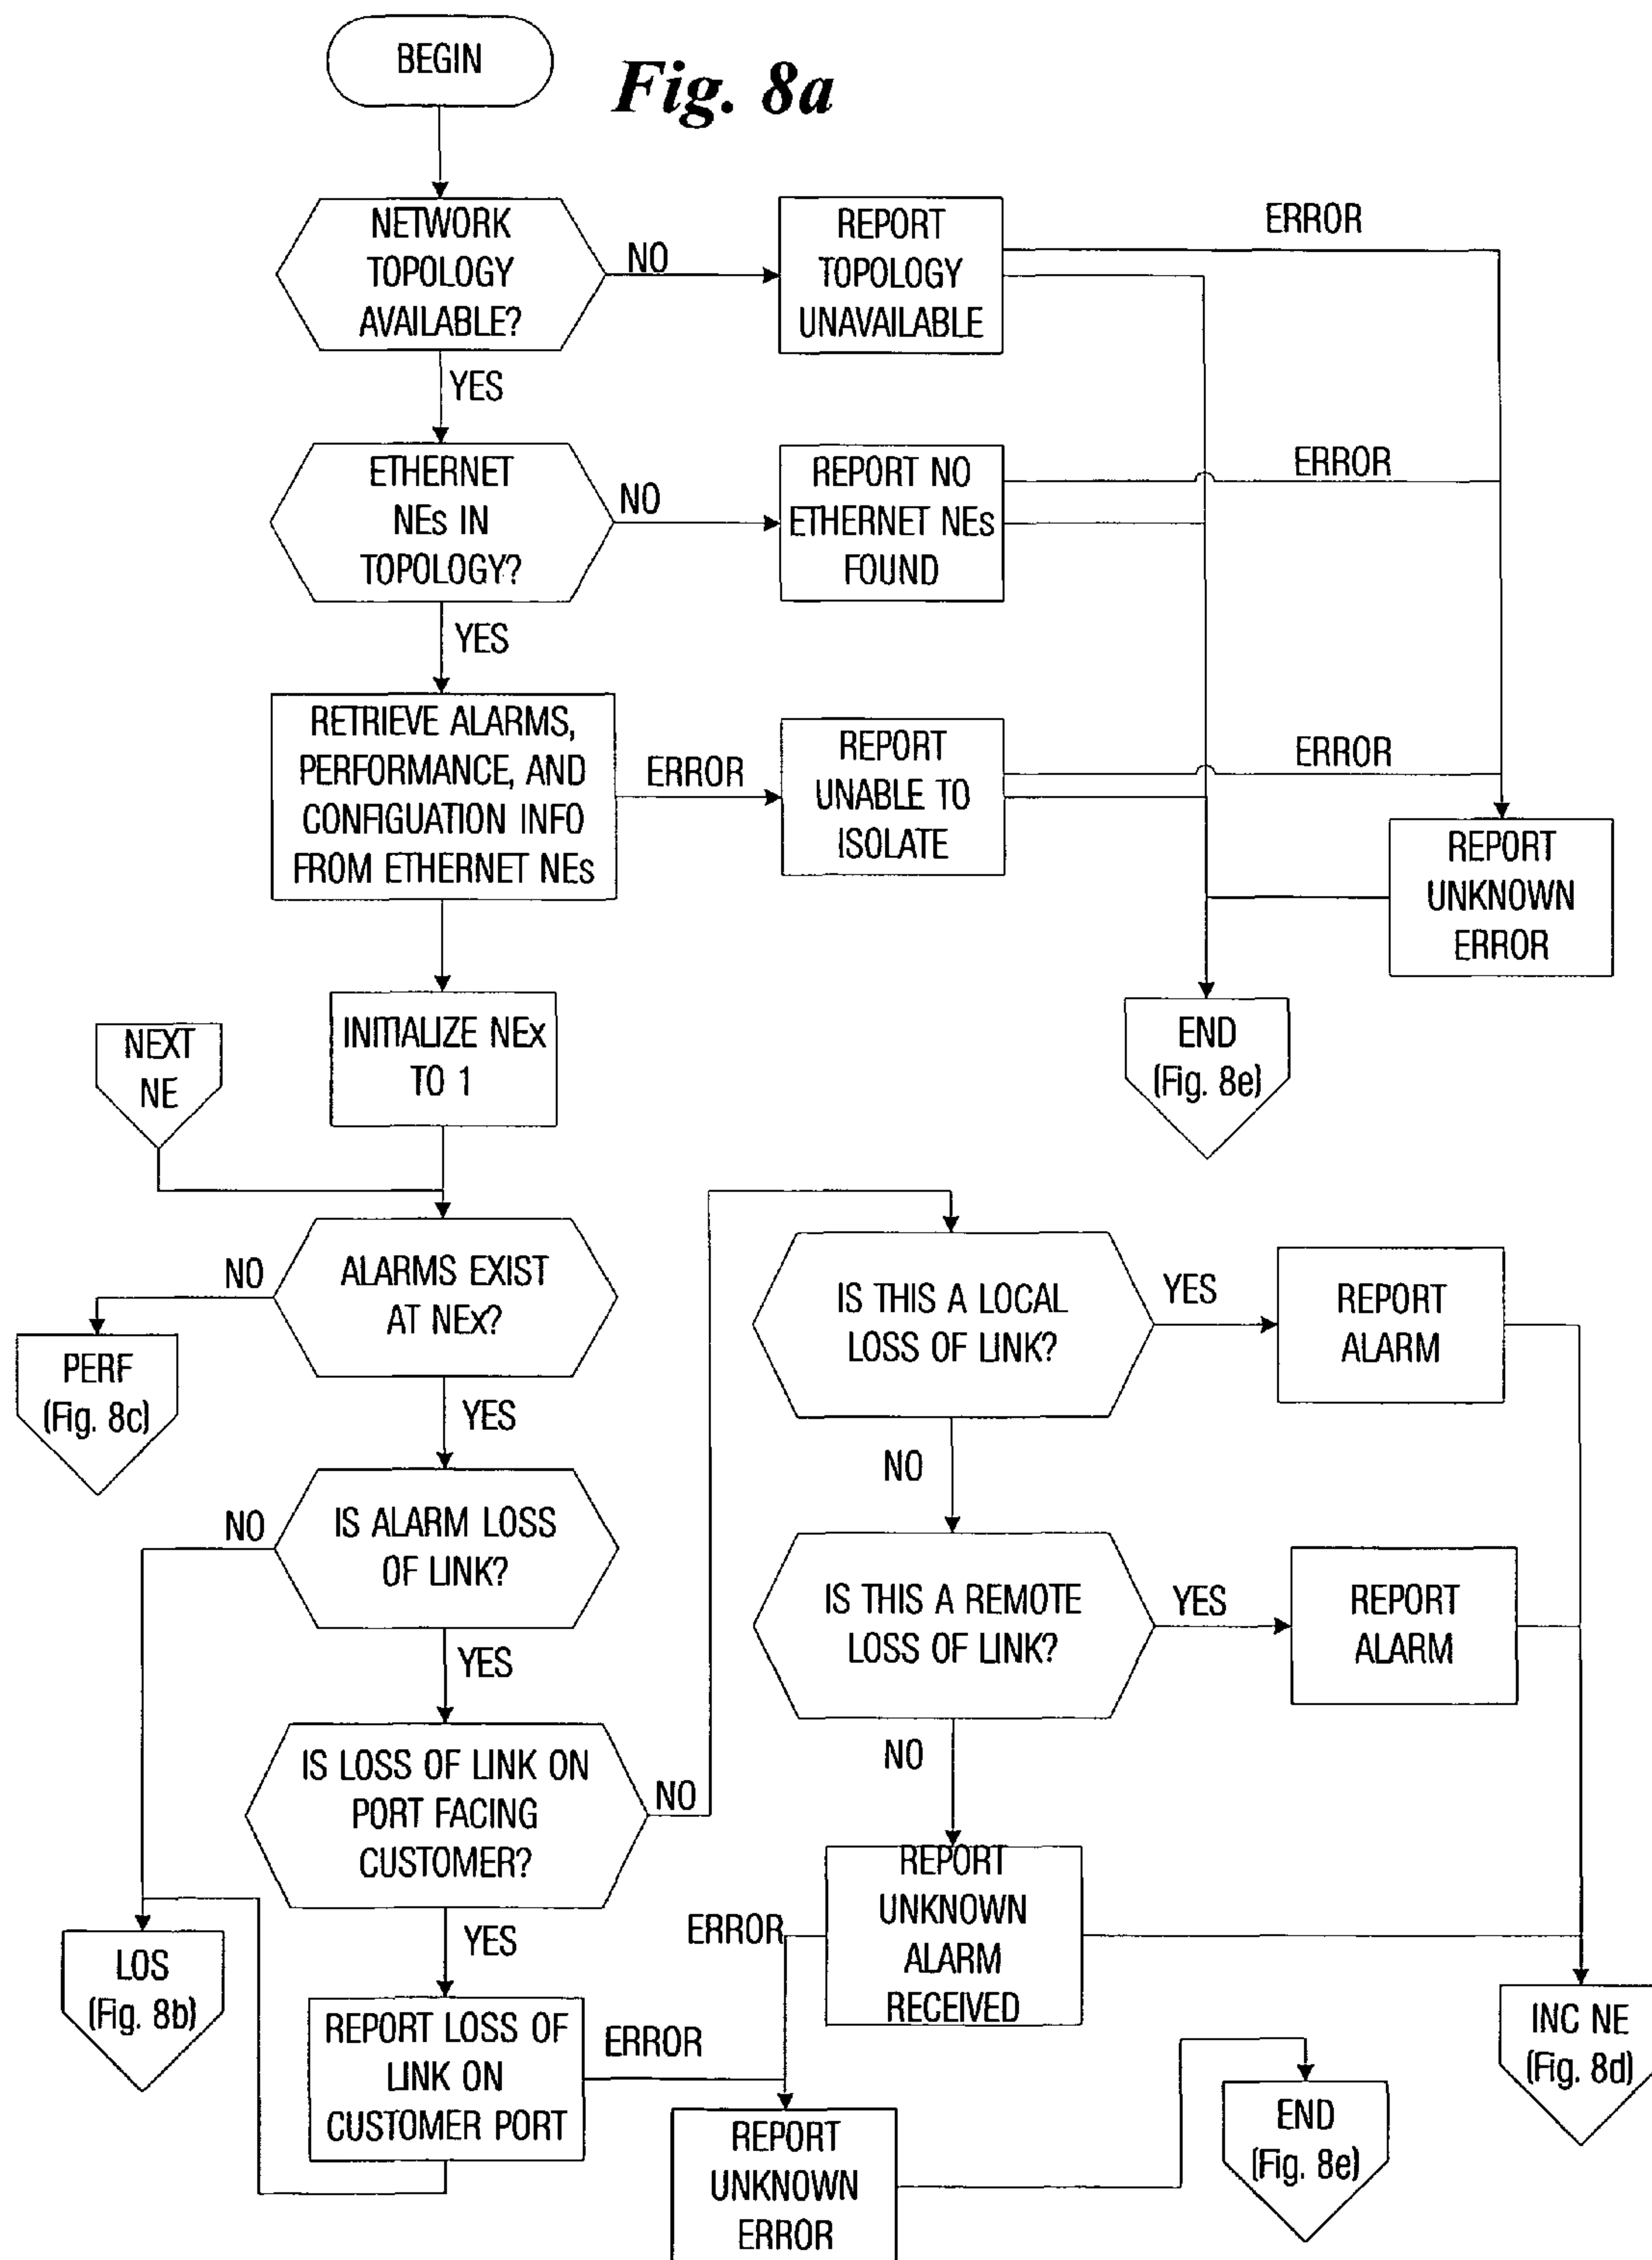 BEGIN
Fig. 8a
NETWORK
TOPOLOGY
AVAILABLE?
NO
REPORT
TOPOLOGY
UNAVAILABLE
ERROR
YES
ETHERNET
NEs IN
TOPOLOGY?
NO
REPORT NO
ETHERNET NEs
FOUND
ERROR
YES
RETRIEVE ALARMS,
PERFORMANCE, AND
CONFIGUATION INFO
FROM ETHERNET NEs
ERROR
REPORT
UNABLE TO
ISOLATE
ERROR
REPORT
UNKNOWN
ERROR
END
(Fig. 8e)
NEXT
NE
INITIALIZE NEx
TO 1
ALARMS EXIST
AT NEx?
NO
PERF
(Fig. 8c)
YES
IS ALARM LOSS
OF LINK?
NO
YES
IS LOSS OF LINK ON
PORT FACING
CUSTOMER?
NO
YES
LOS
(Fig. 8b)
REPORT LOSS OF
LINK ON
CUSTOMER PORT
ERROR
IS THIS A LOCAL
LOSS OF LINK?
YES
REPORT
ALARM
NO
IS THIS A REMOTE
LOSS OF LINK?
YES
REPORT
ALARM
NO
REPORT
UNKNOWN
ALARM
RECEIVED
ERROR
INC NE
(Fig. 8d)
REPORT
UNKNOWN
ERROR
END
(Fig. 8e)